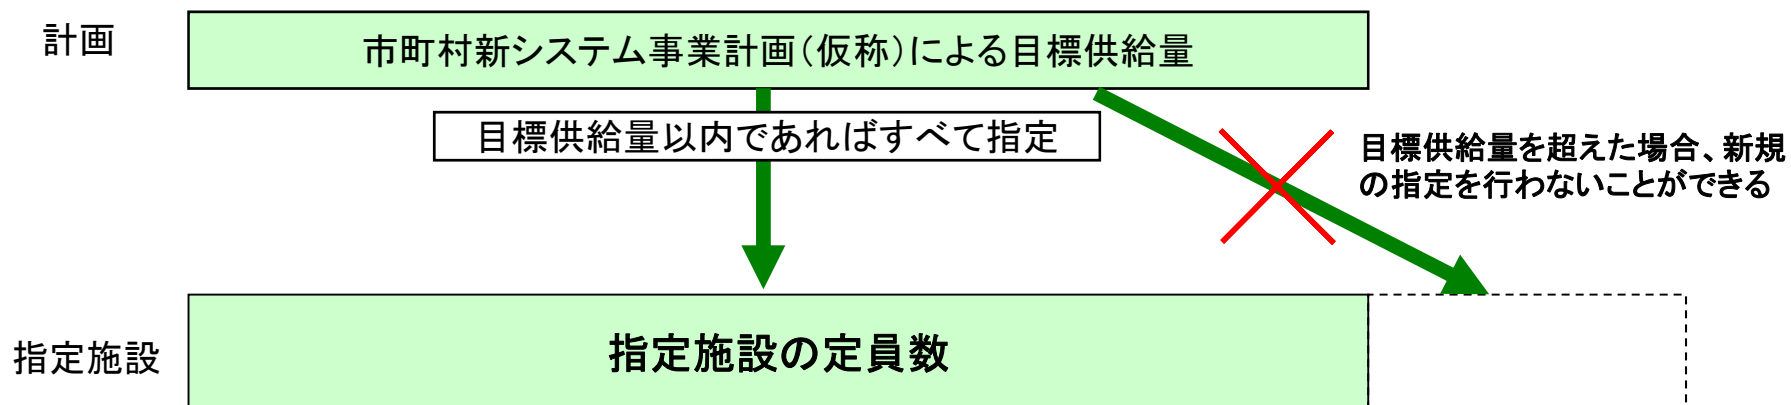 計画
市町村新システム事業計画(仮称)による目標供給量
目標供給量以内であればすべて指定
目標供給量を超えた場合、新規
の指定を行わないことができる
指定施設
指定施設の定員数